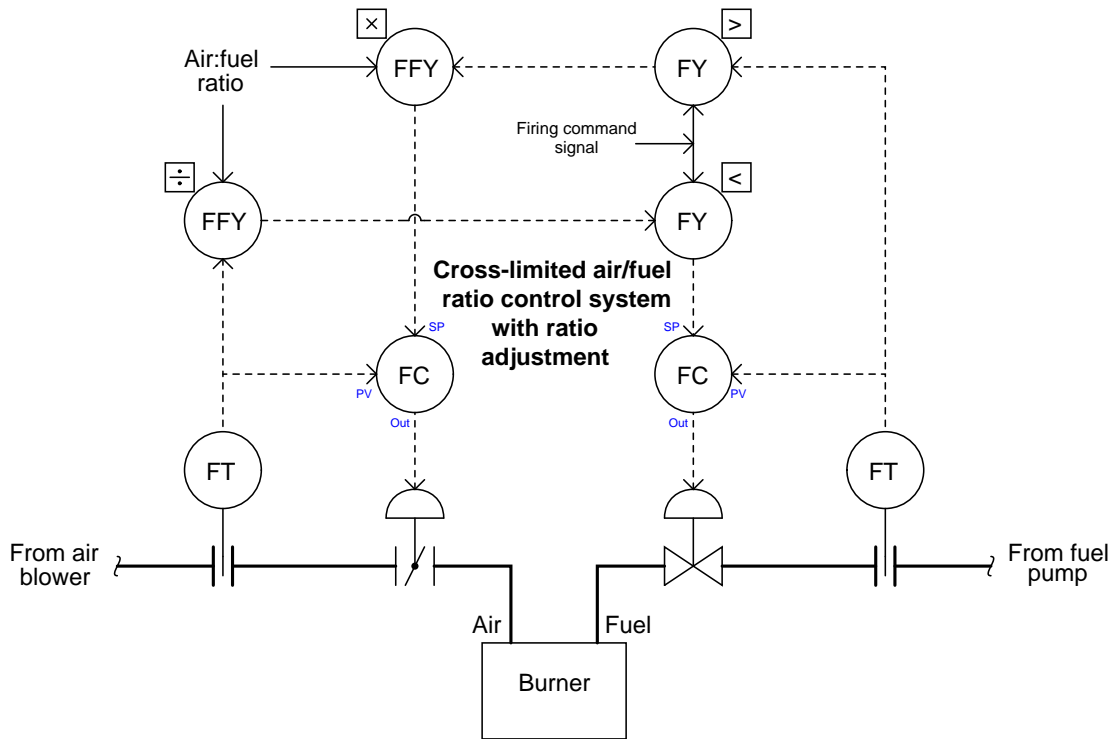 ×
>
Air:fuel
ratio
FFY
FY
Firing command
signal
÷
<
FFY
FY
Cross-limited air/fuel
ratio control system
with ratio
adjustment
SP
SP
FC
FC
PV
PV
Out
Out
FT
FT
From air
blower
From fuel
pump
Air
Fuel
Burner